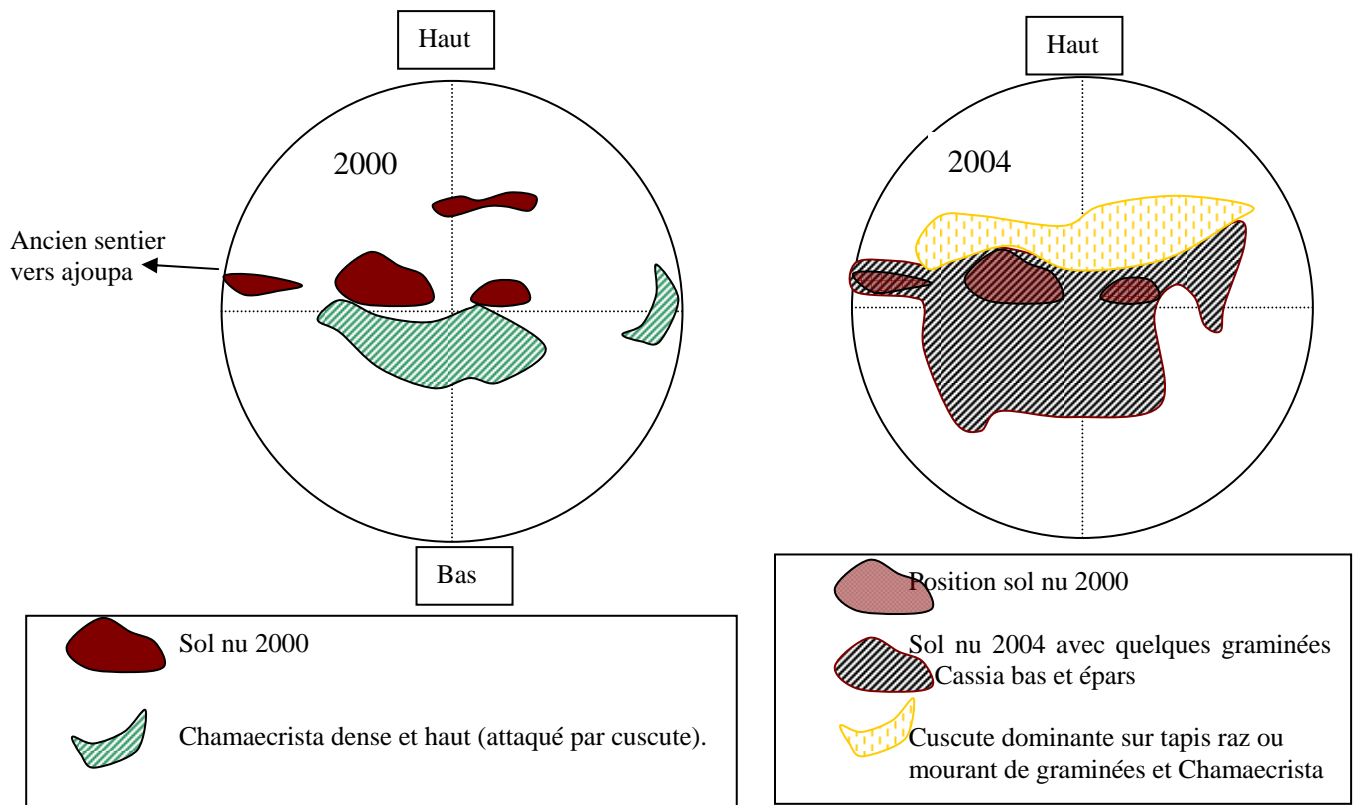 Haut
2000
Ancien sentier
vers ajoupa
Bas
Sol nu 2000
Chamaecrista dense et haut (attaqué par cuscute).
Haut
2004
Position sol nu 2000
Sol nu 2004 avec quelques graminées
Cassia bas et épars
Cuscute dominante sur tapis raz ou
mourant de graminées et Chamaecrista